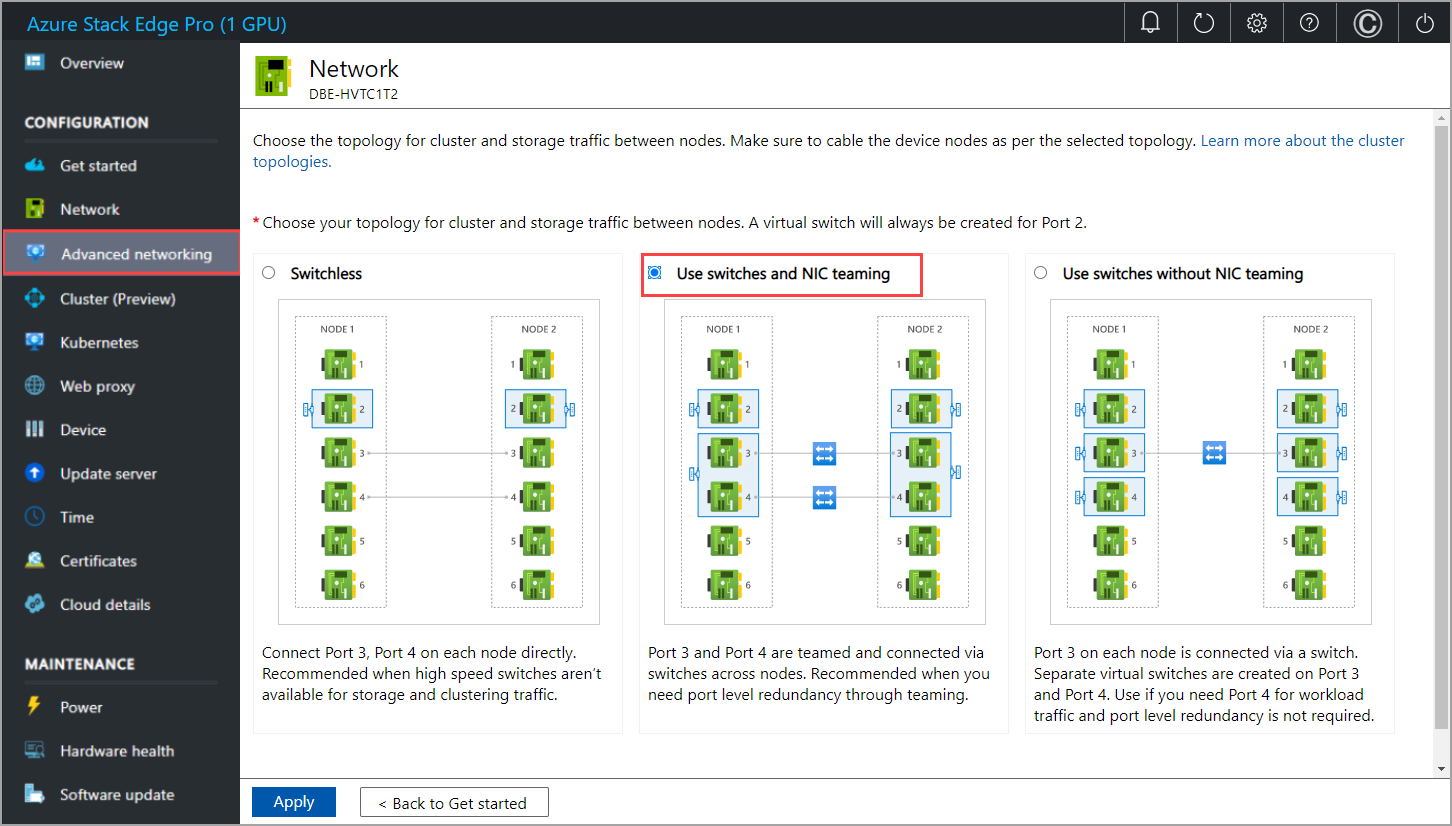 Azure Stack Edge Pro (1 GPU)
Overview
CONFIGURATION
Get started
Network
Advanced networking
Cluster (Preview)
Kubernetes
Web proxy
Device
Update server
Time
Certificates
Cloud details
MAINTENANCE
Power
Hardware health
Software update
Network
DBE-HVTC1T2
Choose the topology for cluster and storage traffic between nodes. Make sure to cable the device nodes as per the selected topology. Learn more about the cluster
topologies.
* Choose your topology for cluster and storage traffic between nodes. A virtual switch will always be created for Port 2.
Switchless
NODE 1 NODE 2
1 1
2 2
3 3
4 4
5 5
6 6
Connect Port 3, Port 4 on each node directly.
Recommended when high speed switches aren't
available for storage and clustering traffic.
Use switches and NIC teaming
NODE 1 NODE 2
1 1
2 2
3 3
4 4
5 5
6 6
Port 3 and Port 4 are teamed and connected via
switches across nodes. Recommended when you
need port level redundancy through teaming.
Use switches without NIC teaming
NODE 1 NODE 2
1 1
2 2
3 3
4 4
5 5
6 6
Port 3 on each node is connected via a switch.
Separate virtual switches are created on Port 3
and Port 4. Use if you need Port 4 for workload
traffic and port level redundancy is not required.
Apply
< Back to Get started